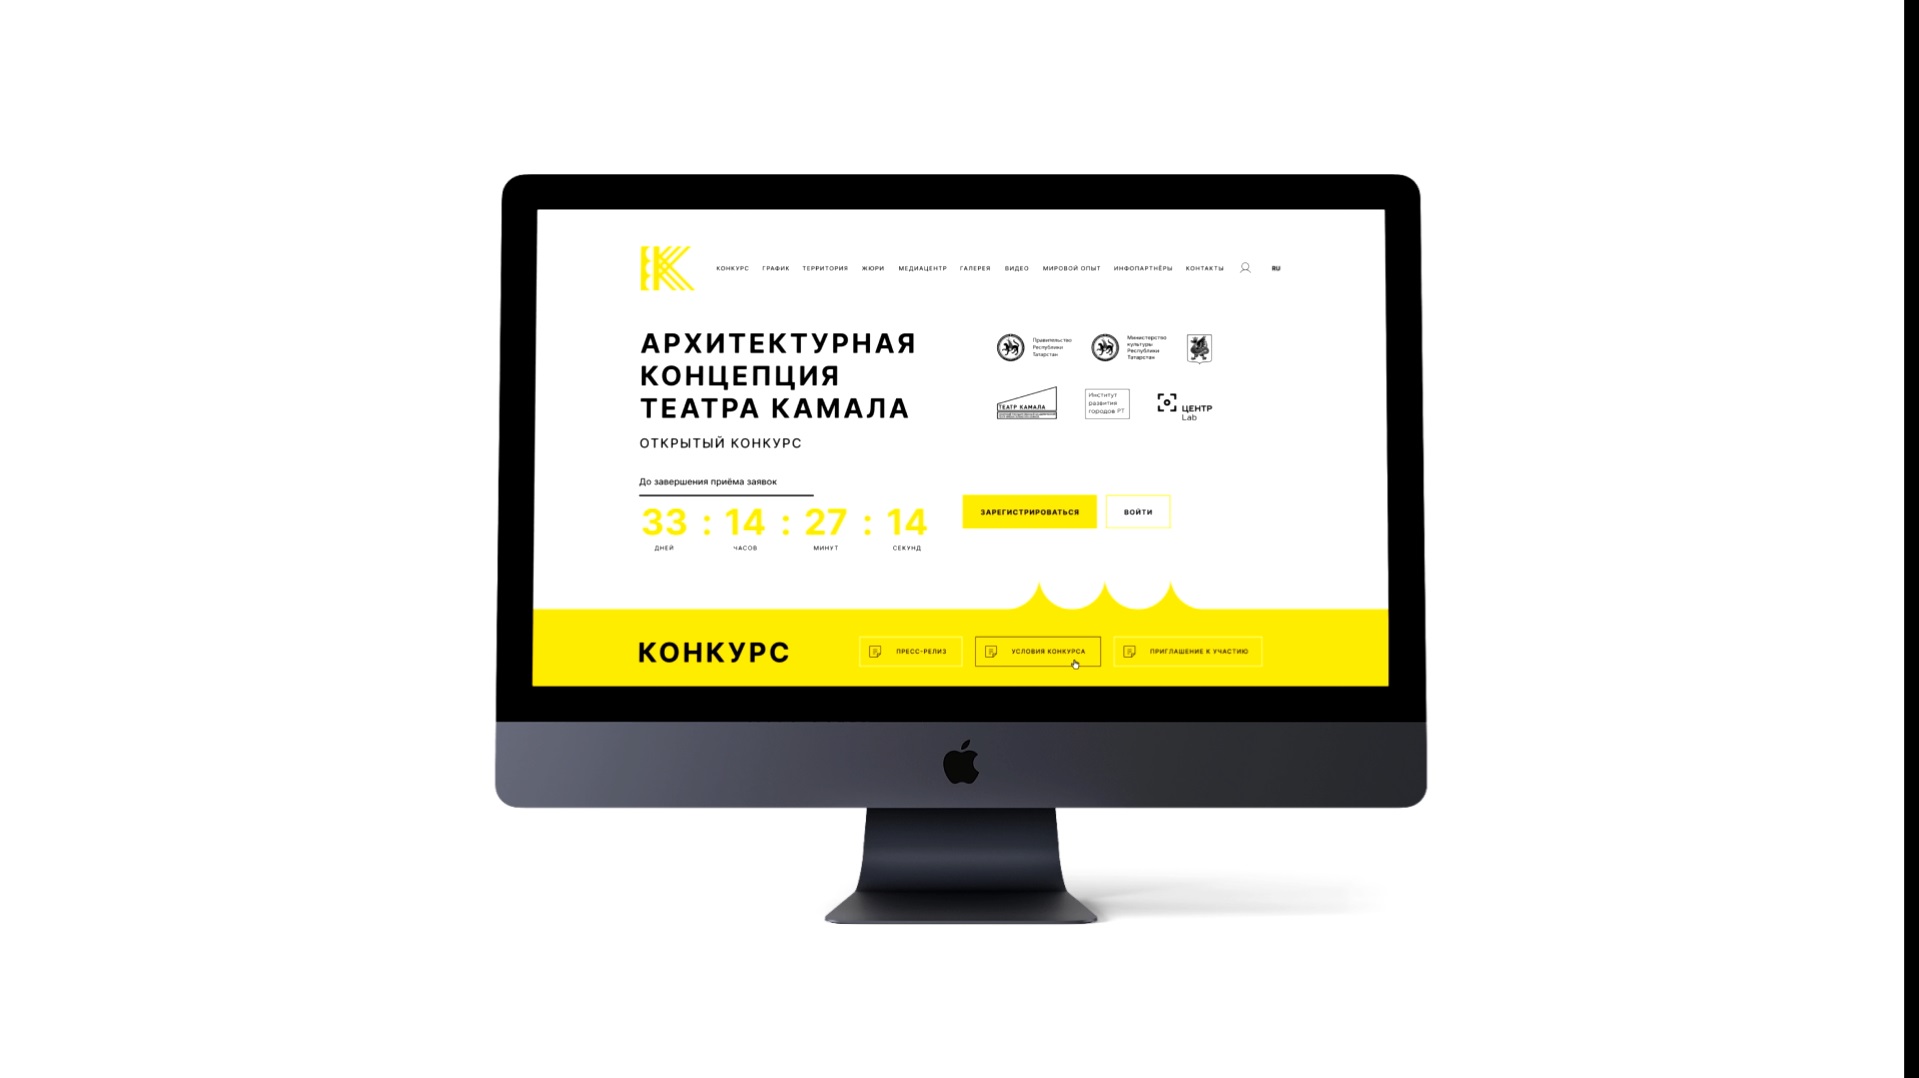 КОНКУРС ГРАФИК ТЕРРИТОРИЯ ЖЮРИ МЕДИАЦЕНТР ГАЛЕРЕЯ ВИДЕО МИРОВОЙ ОПЫТ ИНФОПАРТНЁРЫ КОНТАКТЫ RU
АРХИТЕКТУРНАЯ
КОНЦЕПЦИЯ
ТЕАТРА КАМАЛА
ОТКРЫТЫЙ КОНКУРС
Правительство
Республики
Татарстан
Министерство
культуры
Республики
Татарстан
ТЕАТР КАМАЛА
Институт
развития
городов РТ
ЦЕНТР
Lab
До завершения приёма заявок
33 : 14 : 27 : 14
ДНЕЙ ЧАСОВ МИНУТ СЕКУНД
ЗАРЕГИСТРИРОВАТЬСЯ ВОЙТИ
КОНКУРС
ПРЕСС-РЕЛИЗ УСЛОВИЯ КОНКУРСА ПРИГЛАШЕНИЕ К УЧАСТИЮ